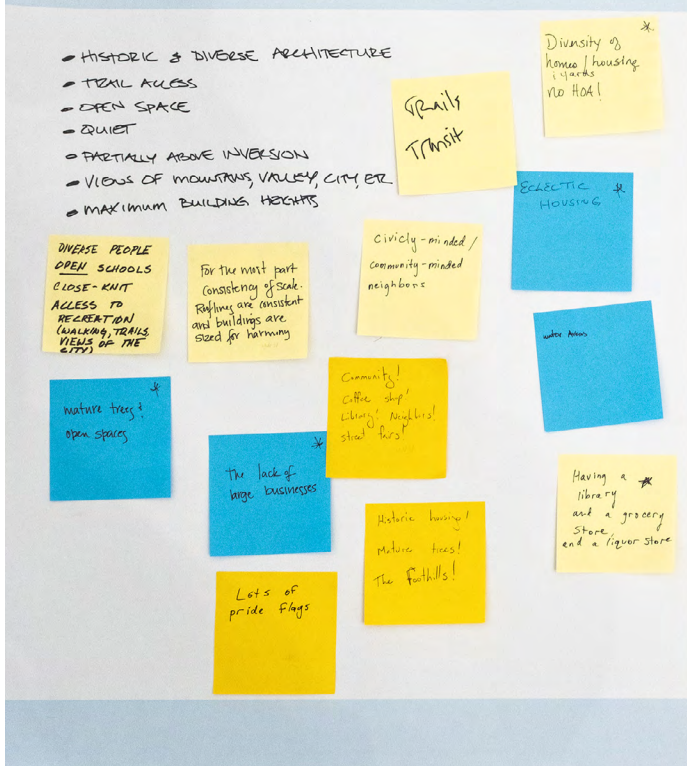 • HISTORIC & DIVERSE ARCHITECTURE
• TRAIL ACCESS
• OPEN SPACE
• QUIET
• PARTIALLY ABOVE INVERSION
• VIEWS OF MOUNTAINS, VALLEY, CITY, ETC
• MAXIMUM BUILDING HEIGHTS
Trails
Transit
Diversity of
homes / housing
i yards
no HOA!
ECLECTIC
HOUSING
DIVERSE PEOPLE
OPEN SCHOOLS
CLOSE-KNIT
ACCESS TO
RECREATION
(WALKING, TRAILS,
VIEWS OF THE
CITY)
For the most part
consistency of scale.
Rooflines are consistent
and buildings are
sized for harmony
Civicly-minded /
community-minded
neighbors
water
mature trees &
open spaces
The lack of
large businesses
Community!
Coffee shop!
Library! Neighbors!
Street fairs!
Having a
library
and a grocery
store,
and a liquor store
Historic housing!
Mature trees!
The Foothills!
Lots of
pride flags